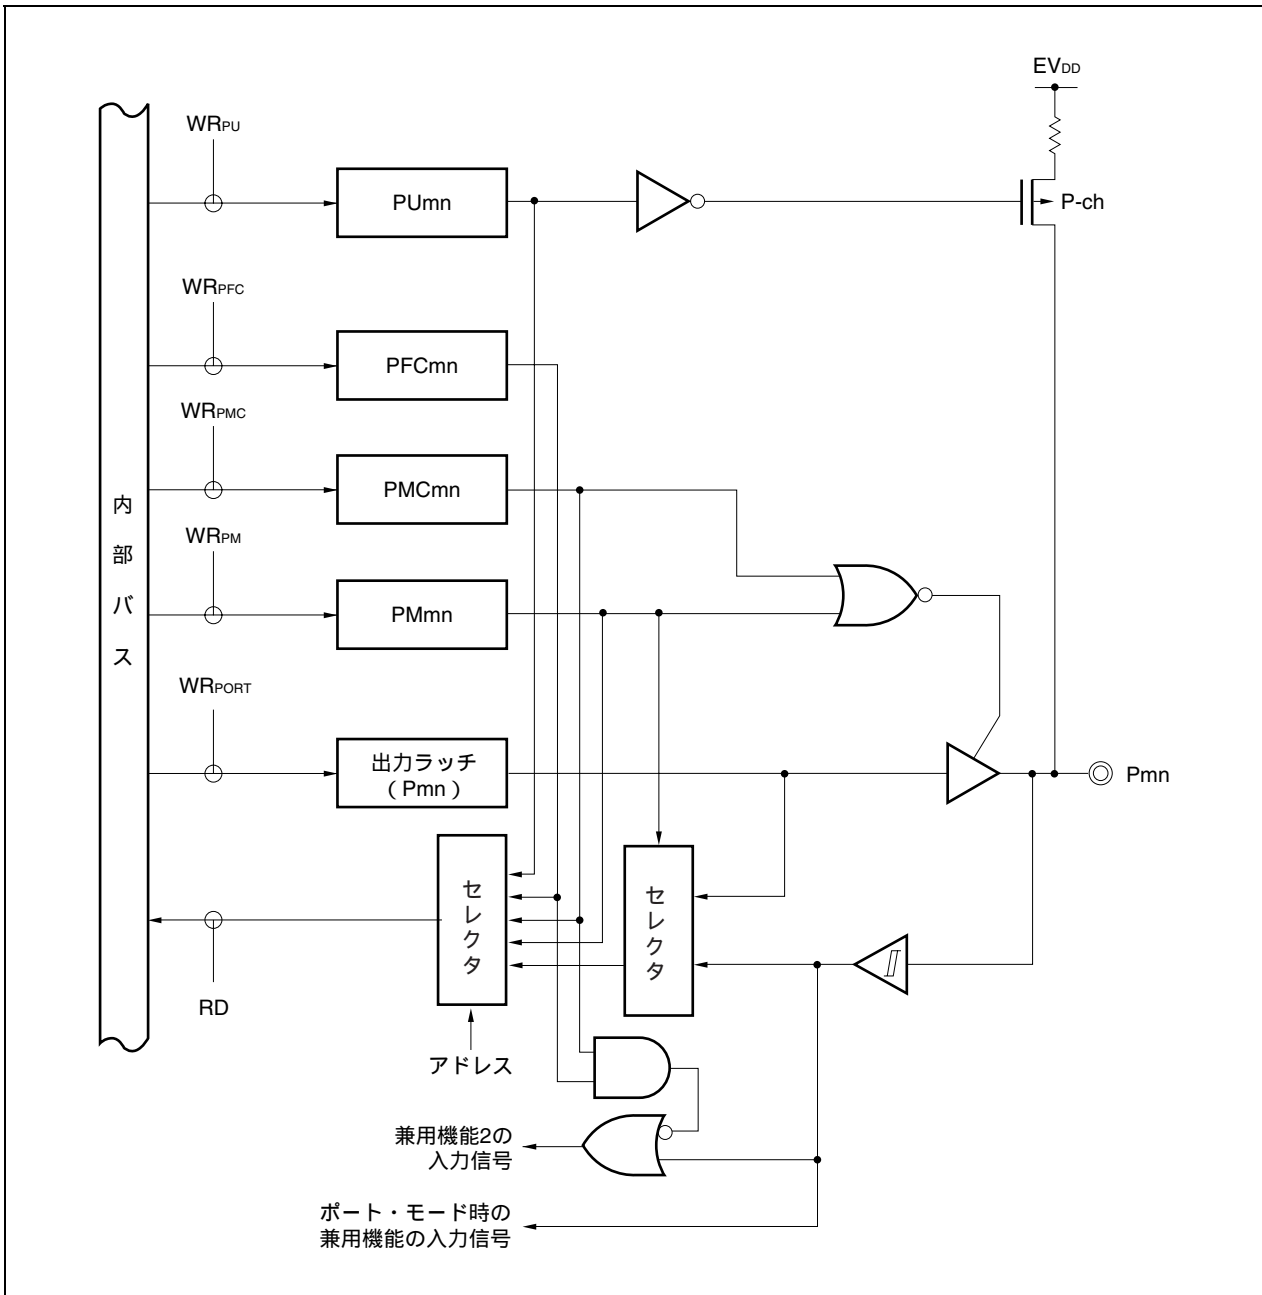 EVDD
WRPU
PUmn
P-ch
WRPFC
PFCmn
WRPMC
PMCmn
内部バス
WRPM
PMmn
WRPORT
出力ラッチ
（Pmn）
Pmn
セレクタ
セレクタ
RD
アドレス
兼用機能2の
入力信号
ポート・モード時の
兼用機能の入力信号